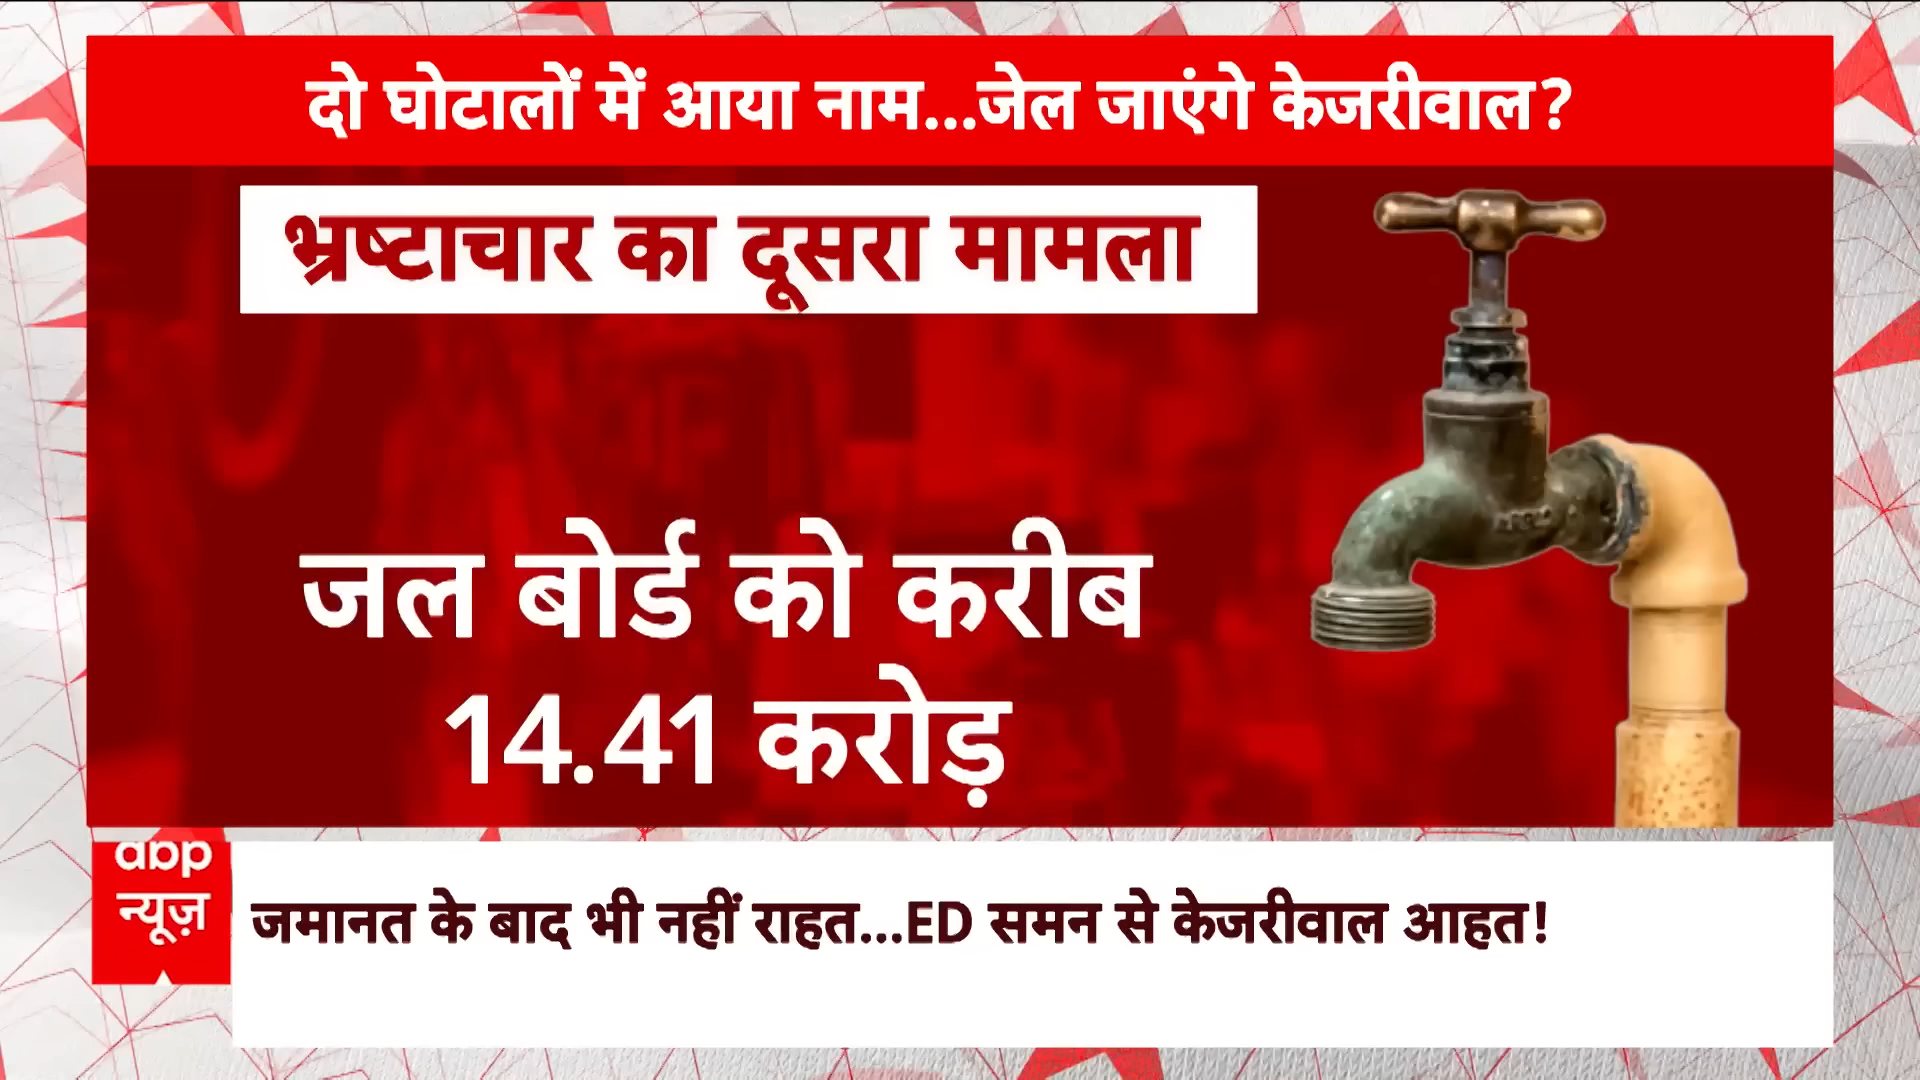 दो घोटालों में आया नाम...जेल जाएंगे केजरीवाल?
भ्रष्टाचार का दूसरा मामला
जल बोर्ड को करीब
14.41 करोड़
abp
न्यूज़
जमानत के बाद भी नहीं राहत...ED समन से केजरीवाल आहत!